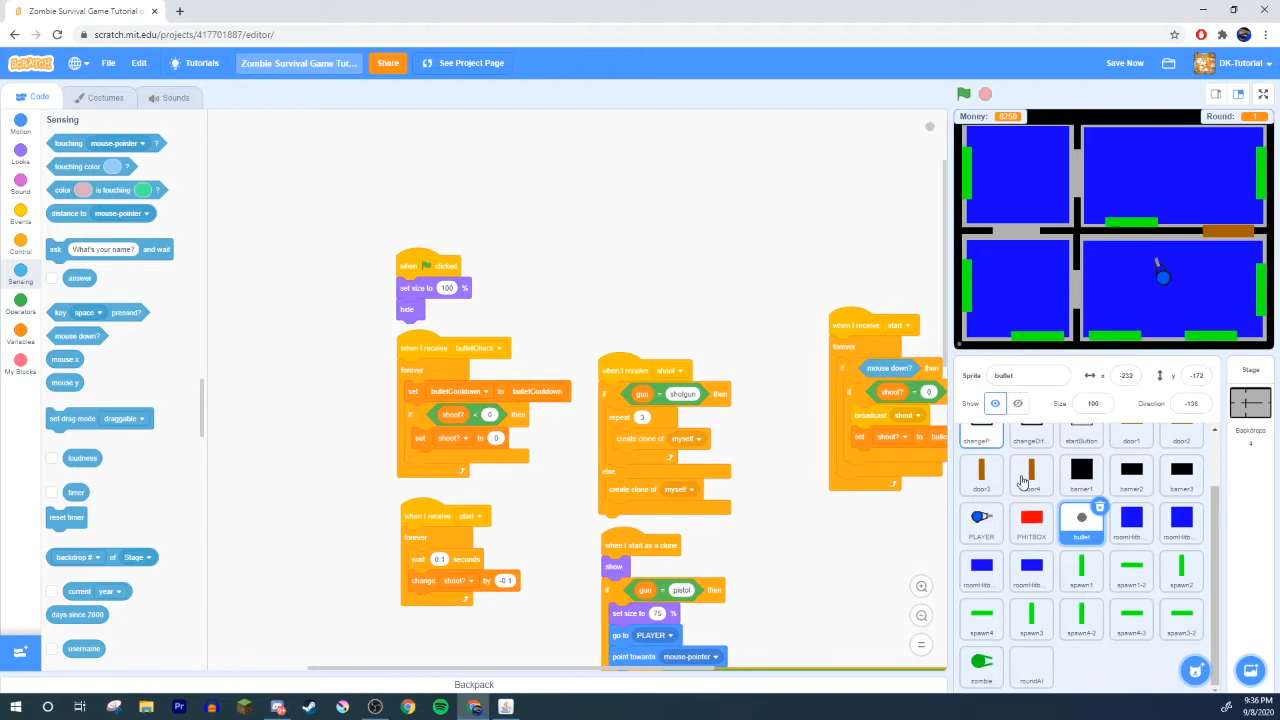 Zombie Survival Game Tutorial o
scratch.mit.edu/projects/417701887/editor/
SCRATCH
File
Edit
Tutorials
Zombie Survival Game Tut...
Share
See Project Page
Save Now
DK-Tutorial
Code
Costumes
Sounds
Motion
Looks
Sound
Events
Control
Sensing
Operators
Variables
My Blocks
Sensing
touching mouse-pointer ?
touching color ?
color is touching ?
distance to mouse-pointer
ask What's your name? and wait
answer
key space pressed?
mouse down?
mouse x
mouse y
set drag mode draggable
loudness
timer
reset timer
backdrop # of Stage
current year
days since 2000
username
when clicked
set size to 100 %
hide
when I receive bulletCheck
forever
set bulletCooldown to bulletCooldown
if shoot? < 0 then
set shoot? to 0
when I receive start
forever
wait 0.1 seconds
change shoot? by -0.1
when I receive shoot
if gun = shotgun then
repeat 3
create clone of myself
else
create clone of myself
when I start as a clone
show
if gun = pistol then
set size to 75 %
go to PLAYER
point towards mouse-pointer
when I receive start
forever
if mouse down? then
if shoot? = 0
broadcast shoot
set shoot? to bulle
Money: 8250
Round: 1
Sprite bullet x -232 y -172
Show Size 100 Direction -138
Stage
Backdrops
4
changeP changeDif... startButton door1 door2
door3 door4 barrier1 barrier2 barrier3
PLAYER PHITBOX bullet roomHitb... roomHitb...
roomHitb... roomHitb... spawn1 spawn1-2 spawn2
spawn4 spawn3 spawn4-2 spawn4-3 spawn3-2
zombie roundAI
Backpack
9:36 PM
9/8/2020